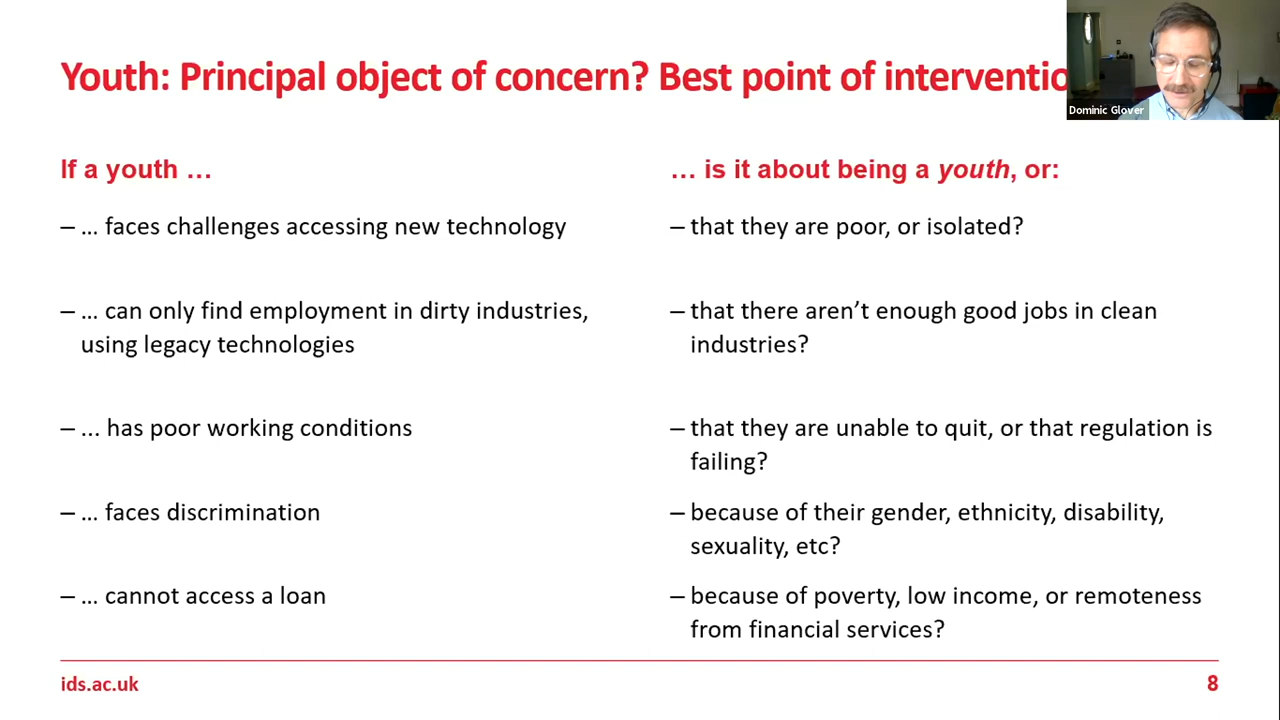 Youth: Principal object of concern? Best point of interventio
Dominic Glover
If a youth …
– … faces challenges accessing new technology
– … can only find employment in dirty industries,
using legacy technologies
– … has poor working conditions
– … faces discrimination
– … cannot access a loan
… is it about being a youth, or:
– that they are poor, or isolated?
– that there aren’t enough good jobs in clean
industries?
– that they are unable to quit, or that regulation is
failing?
– because of their gender, ethnicity, disability,
sexuality, etc?
– because of poverty, low income, or remoteness
from financial services?
ids.ac.uk
8